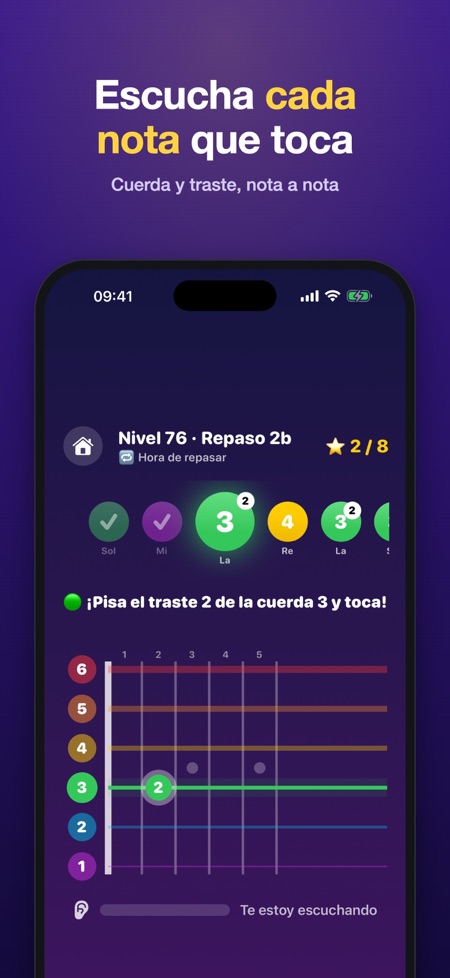 Escucha cada
nota que toca
Cuerda y traste, nota a nota
09:41
Nivel 76 · Repaso 2b
Hora de repasar
2 / 8
3 2
4
3 2
Sol
Mi
La
Re
La
¡Pisa el traste 2 de la cuerda 3 y toca!
1 2 3 4 5
6
5
4
3 2
2
1
Te estoy escuchando